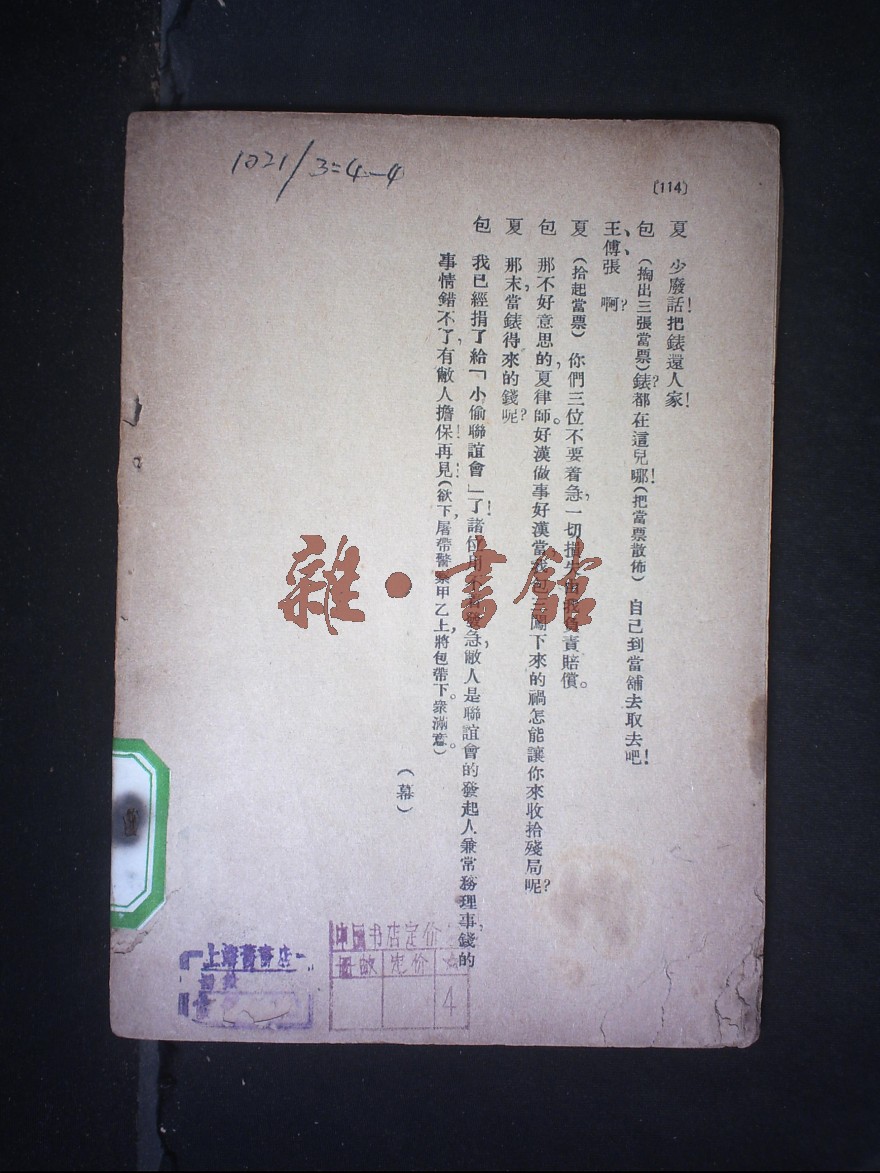 1021/3=4-4
〔114〕
夏　少廢話！把錶還人家！
包　（掏出三張當票）錶？都在這兒哪！（把當票散佈）自己到當舖去取去吧！
王、傅、張　啊？
夏　（拾起當票）你們三位不要着急，一切損失由我負責賠償。
包　那不好意思的，夏律師。好漢做事好漢當，我包三闖下來的禍怎能讓你來收拾殘局呢？
夏　那末，當錶得來的錢呢？
包　我已經捐了給「小偷聯誼會」了！諸位用不着發急，敝人是聯誼會的發起人兼常務理事，錢的
事情錯不了，有敝人擔保！再見！（欲下，屠帶警察甲乙上，將包帶下。衆滿意。）
（幕）
雜·書館
上海舊書店
中國书店定价
册数 定价
4